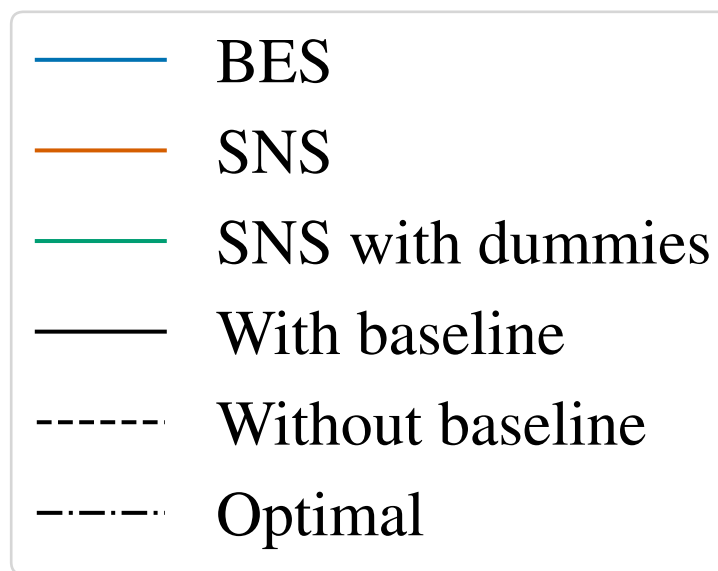 BES
SNS
SNS with dummies
With baseline
Without baseline
Optimal